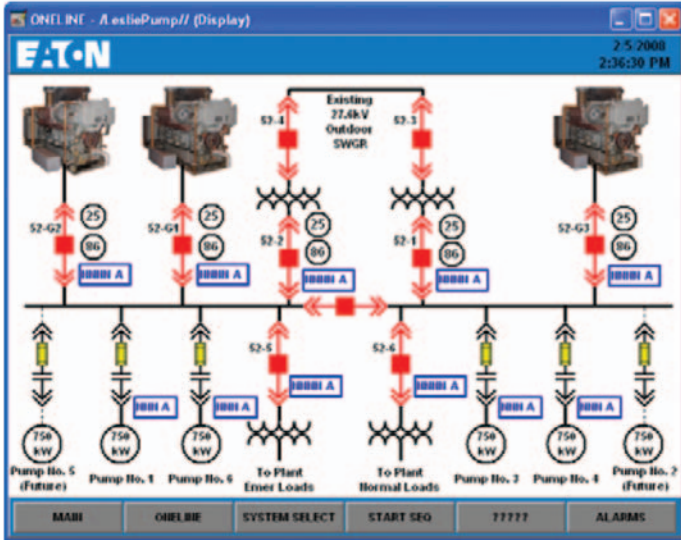 ONELINE - /LesliePump// (Display)
EATON
2/5/2008
2:36:30 PM
52-4
Existing
27.6kV
Outdoor
SWGR
52-3
52-G2
25
86
52-G1
25
86
52-2
25
86
52-1
25
86
52-G3
25
86
52-5
52-6
750
kW
750
kW
750
kW
750
kW
750
kW
750
kW
Pump No. 5
(Future)
Pump No. 1
Pump No. 6
To Plant
Emer Loads
To Plant
Normal Loads
Pump No. 3
Pump No. 4
Pump No. 2
(Future)
MAIN
ONELINE
SYSTEM SELECT
START SEQ
?????
ALARMS